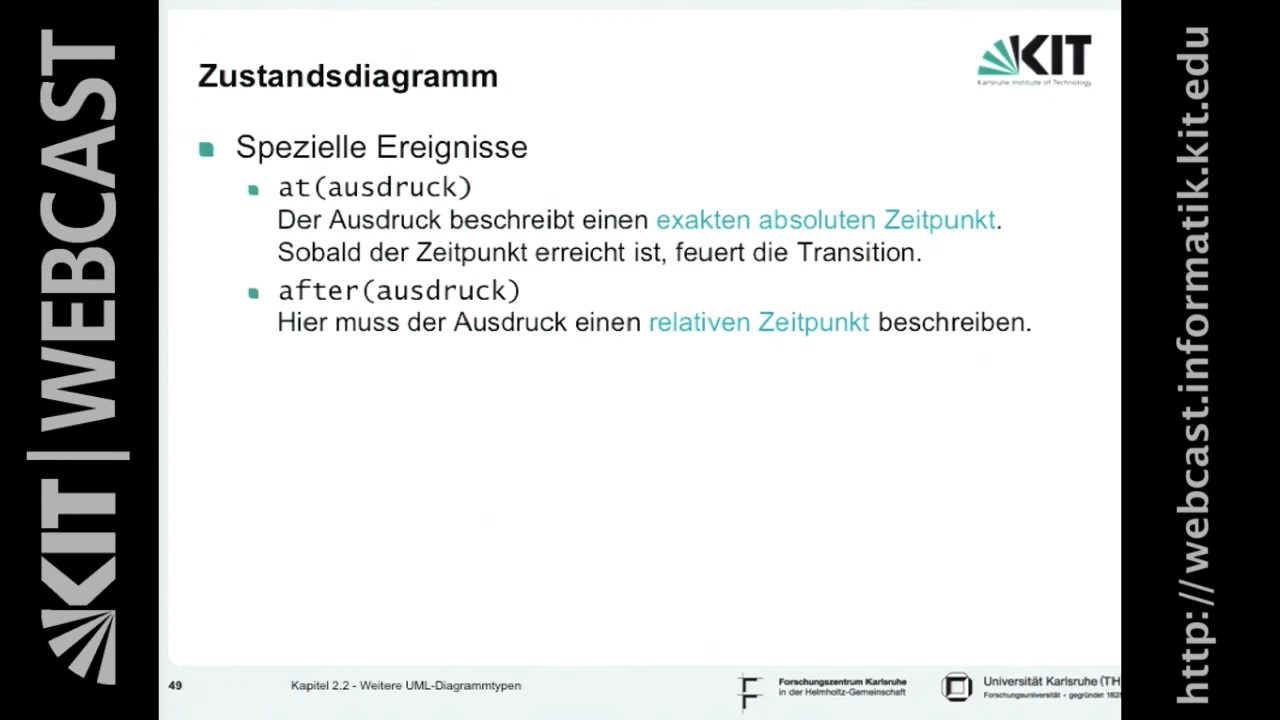 KIT | WEBCAST
KIT
Karlsruhe Institute of Technology
Zustandsdiagramm
Spezielle Ereignisse
at(ausdruck)
Der Ausdruck beschreibt einen exakten absoluten Zeitpunkt.
Sobald der Zeitpunkt erreicht ist, feuert die Transition.
after(ausdruck)
Hier muss der Ausdruck einen relativen Zeitpunkt beschreiben.
49
Kapitel 2.2 - Weitere UML-Diagrammtypen
Forschungszentrum Karlsruhe
in der Helmholtz-Gemeinschaft
Universität Karlsruhe (TH
Forschungsuniversität • gegründet 182
http://webcast.informatik.kit.edu